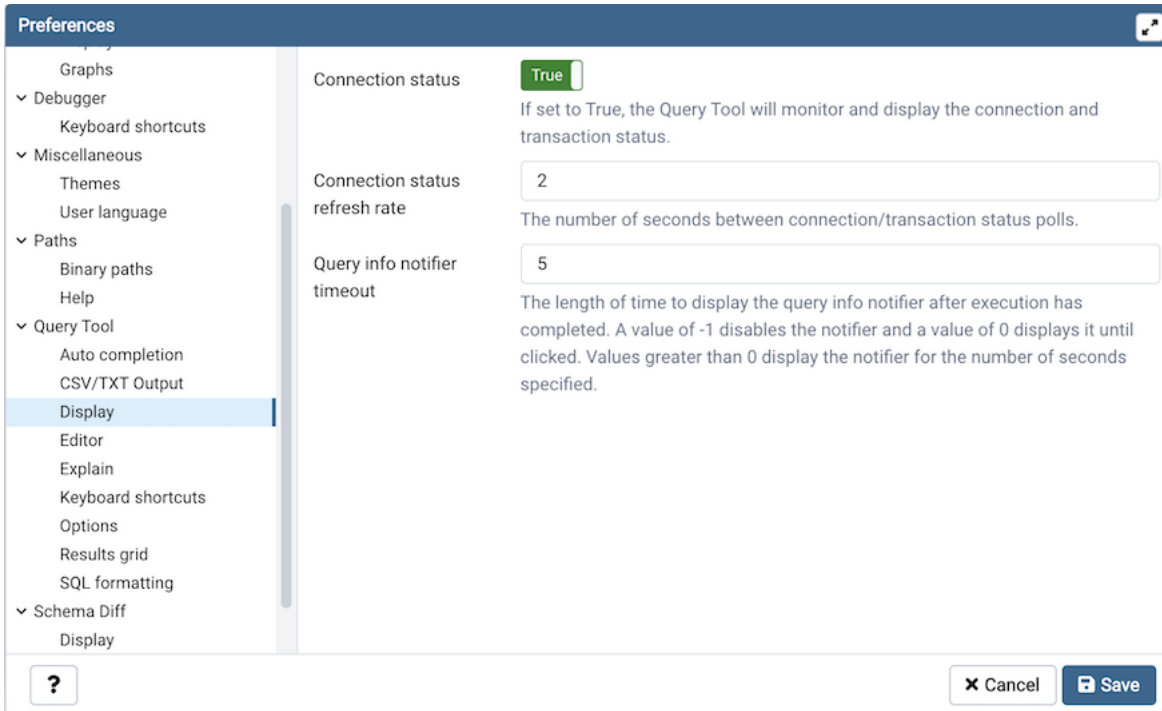 Preferences
Graphs
Debugger
Keyboard shortcuts
Miscellaneous
Themes
User language
Paths
Binary paths
Help
Query Tool
Auto completion
CSV/TXT Output
Display
Editor
Explain
Keyboard shortcuts
Options
Results grid
SQL formatting
Schema Diff
Display
Connection status
True
If set to True, the Query Tool will monitor and display the connection and
transaction status.
Connection status
refresh rate
2
The number of seconds between connection/transaction status polls.
Query info notifier
timeout
5
The length of time to display the query info notifier after execution has
completed. A value of -1 disables the notifier and a value of 0 displays it until
clicked. Values greater than 0 display the notifier for the number of seconds
specified.
?
Cancel
Save